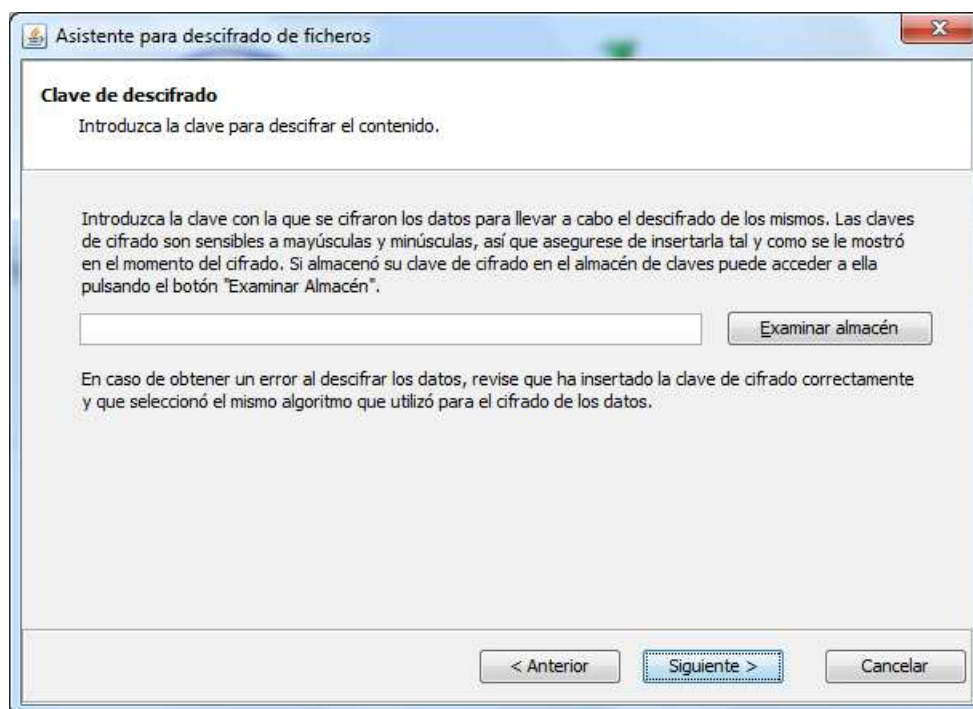 Asistente para descifrado de ficheros
Clave de descifrado
Introduzca la clave para descifrar el contenido.
Introduzca la clave con la que se cifraron los datos para llevar a cabo el descifrado de los mismos. Las claves
de cifrado son sensibles a mayúsculas y minúsculas, así que asegurese de insertarla tal y como se le mostró
en el momento del cifrado. Si almacenó su clave de cifrado en el almacén de claves puede acceder a ella
pulsando el botón "Examinar Almacén".
Examinar almacén
En caso de obtener un error al descifrar los datos, revise que ha insertado la clave de cifrado correctamente
y que seleccionó el mismo algoritmo que utilizó para el cifrado de los datos.
< Anterior
Siguiente >
Cancelar